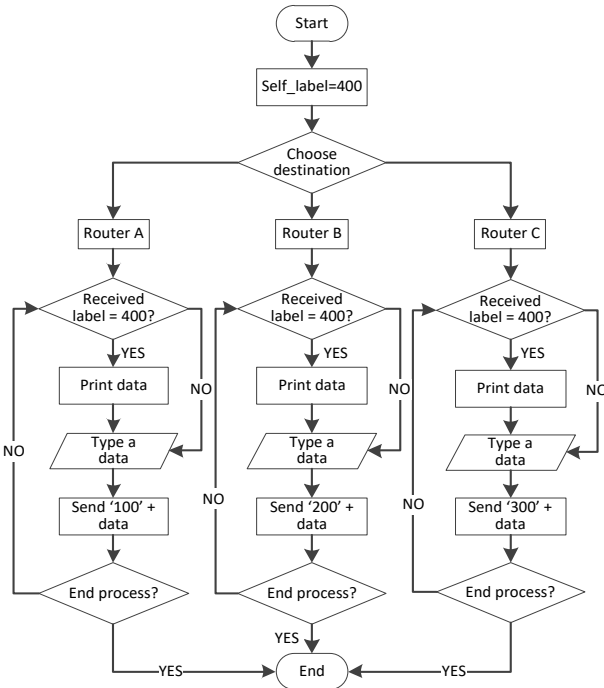 Start
Self_label=400
Choose
destination
Router A
Router B
Router C
Received
label = 400?
Received
label = 400?
Received
label = 400?
YES
YES
YES
Print data
Print data
Print data
NO
NO
NO
Type a
data
Type a
data
Type a
data
NO
NO
NO
Send ‘100’ +
data
Send ‘200’ +
data
Send ‘300’ +
data
End process?
End process?
End process?
YES
YES
YES
End